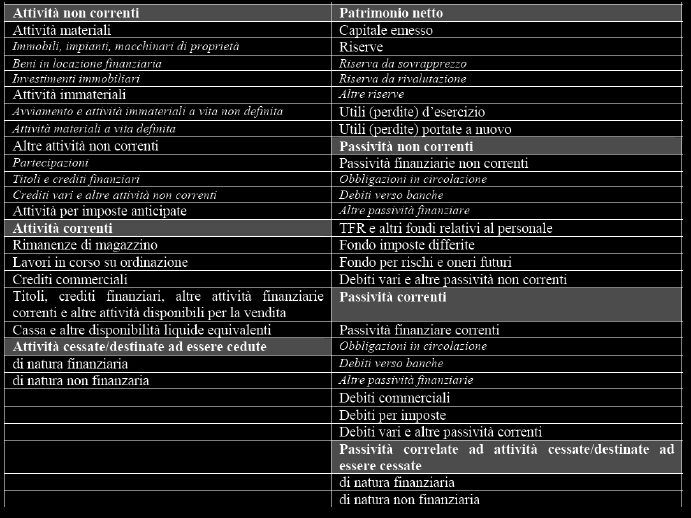 Attività non correnti
Attività materiali
Immobili, impianti, macchinari di proprietà
Beni in locazione finanziaria
Investimenti immobiliari
Attività immateriali
Avviamento e attività immateriali a vita non definita
Attività materiali a vita definita
Altre attività non correnti
Partecipazioni
Titoli e crediti finanziari
Crediti vari e altre attività non correnti
Attività per imposte anticipate
Attività correnti
Rimanenze di magazzino
Lavori in corso su ordinazione
Crediti commerciali
Titoli, crediti finanziari, altre attività finanziarie
correnti e altre attività disponibili per la vendita
Cassa e altre disponibilità liquide equivalenti
Attività cessate/destinate ad essere cedute
di natura finanziaria
di natura non finanzaria
Patrimonio netto
Capitale emesso
Riserve
Riserva da sovrapprezzo
Riserva da rivalutazione
Altre riserve
Utili (perdite) d'esercizio
Utili (perdite) portate a nuovo
Passività non correnti
Passività finanziarie non correnti
Obbligazioni in circolazione
Debiti verso banche
Altre passività finanziare
TFR e altri fondi relativi al personale
Fondo imposte differite
Fondo per rischi e oneri futuri
Debiti vari e altre passività non correnti
Passività correnti
Passività finanziare correnti
Obbligazioni in circolazione
Debiti verso banche
Altre passività finanziarie
Debiti commerciali
Debiti per imposte
Debiti vari e altre passività correnti
Passività correlate ad attività cessate/destinate ad
essere cessate
di natura finanziaria
di natura non finanziaria